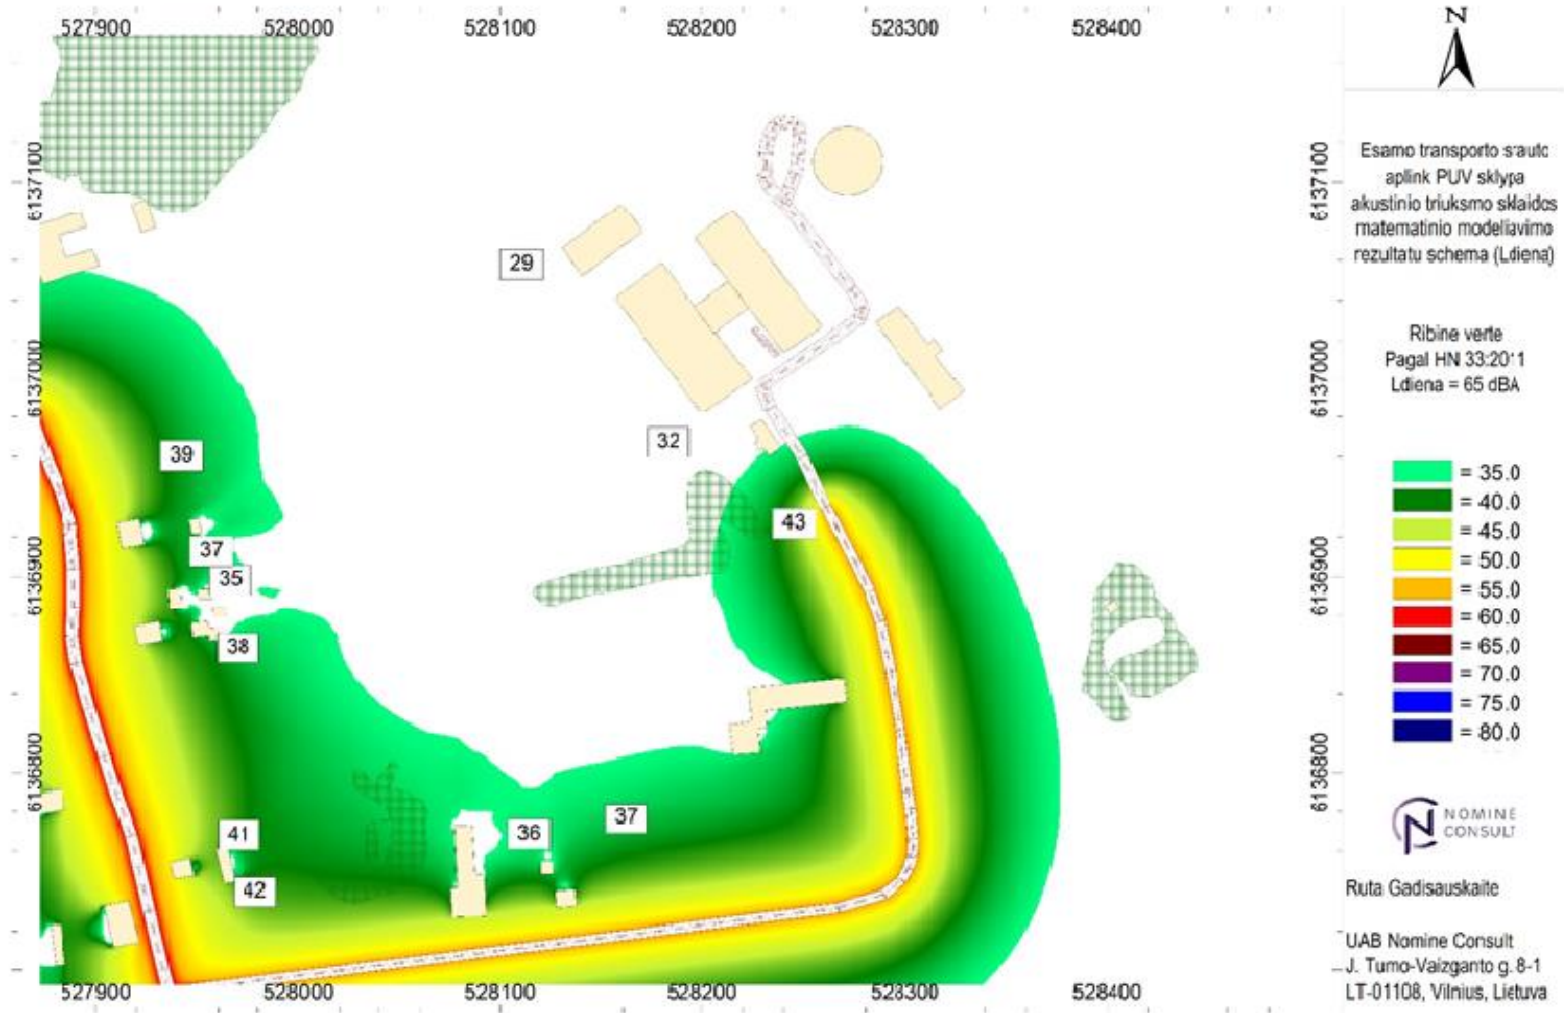 527900 528000 528100 528200 528300 528400
N
6137100 6137100
Esamo transporto srauto
aplink PUV sklypa
akustinio triuksmo sklaidos
matematinio modeliavimo
rezultatu schema (Ldiena)
29
6137000 6137000
Ribine verte
Pagal HN 33:2011
Ldiena = 65 dBA
39
32
43
37
35
38
6136900 6136900
= 35.0
= 40.0
= 45.0
= 50.0
= 55.0
= 60.0
= 65.0
= 70.0
= 75.0
= 80.0
6136800 6136800
41
42
36
37
NOMINE
CONSULT
Ruta Gadisauskaite
UAB Nomine Consult
J. Tumo-Vaizganto g. 8-1
LT-01108, Vilnius, Lietuva
527900 528000 528100 528200 528300 528400